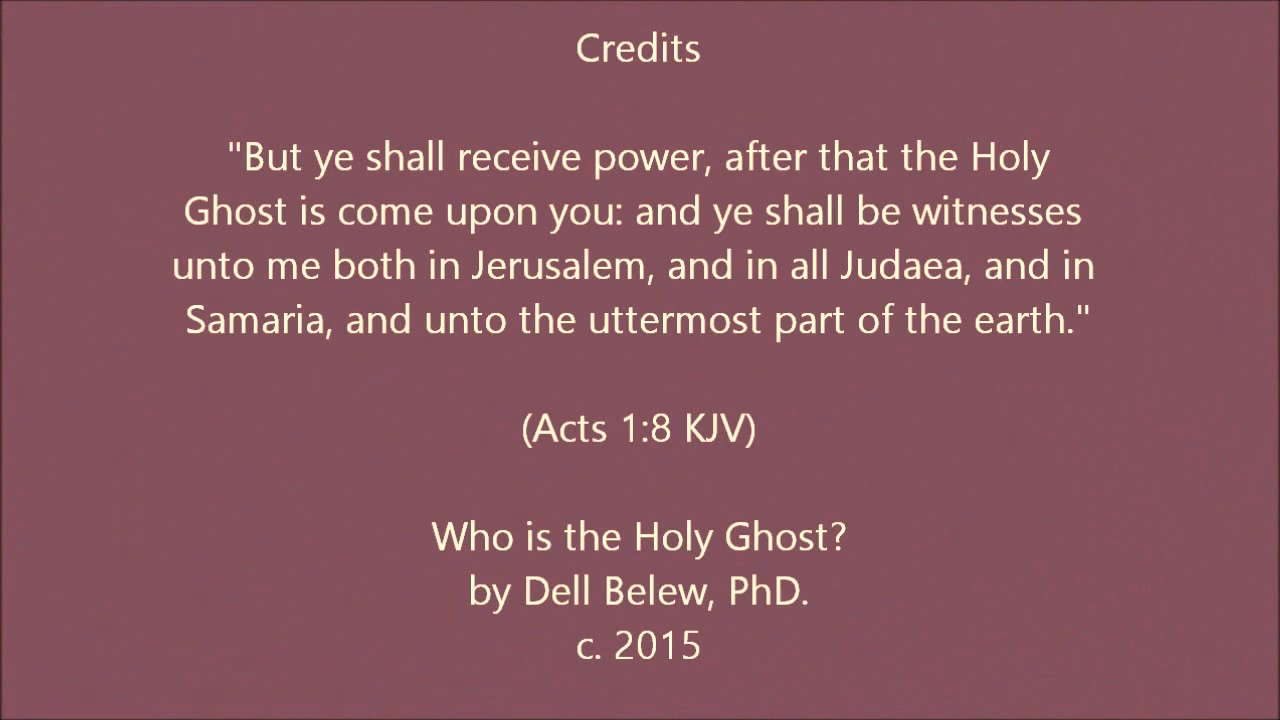 Credits
"But ye shall receive power, after that the Holy
Ghost is come upon you: and ye shall be witnesses
unto me both in Jerusalem, and in all Judaea, and in
Samaria, and unto the uttermost part of the earth."
(Acts 1:8 KJV)
Who is the Holy Ghost?
by Dell Belew, PhD.
c. 2015